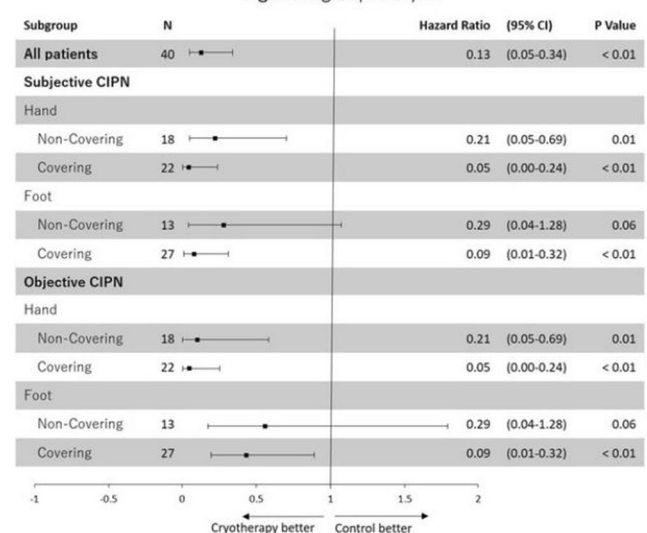 Subgroup N Hazard Ratio (95% CI) P Value
All patients 40 0.13 (0.05-0.34) < 0.01
Subjective CIPN
Hand
Non-Covering 18 0.21 (0.05-0.69) 0.01
Covering 22 0.05 (0.00-0.24) < 0.01
Foot
Non-Covering 13 0.29 (0.04-1.28) 0.06
Covering 27 0.09 (0.01-0.32) < 0.01
Objective CIPN
Hand
Non-Covering 18 0.21 (0.05-0.69) 0.01
Covering 22 0.05 (0.00-0.24) < 0.01
Foot
Non-Covering 13 0.29 (0.04-1.28) 0.06
Covering 27 0.09 (0.01-0.32) < 0.01
-1 -0.5 0 0.5 1 1.5 2
Cryotherapy better Control better